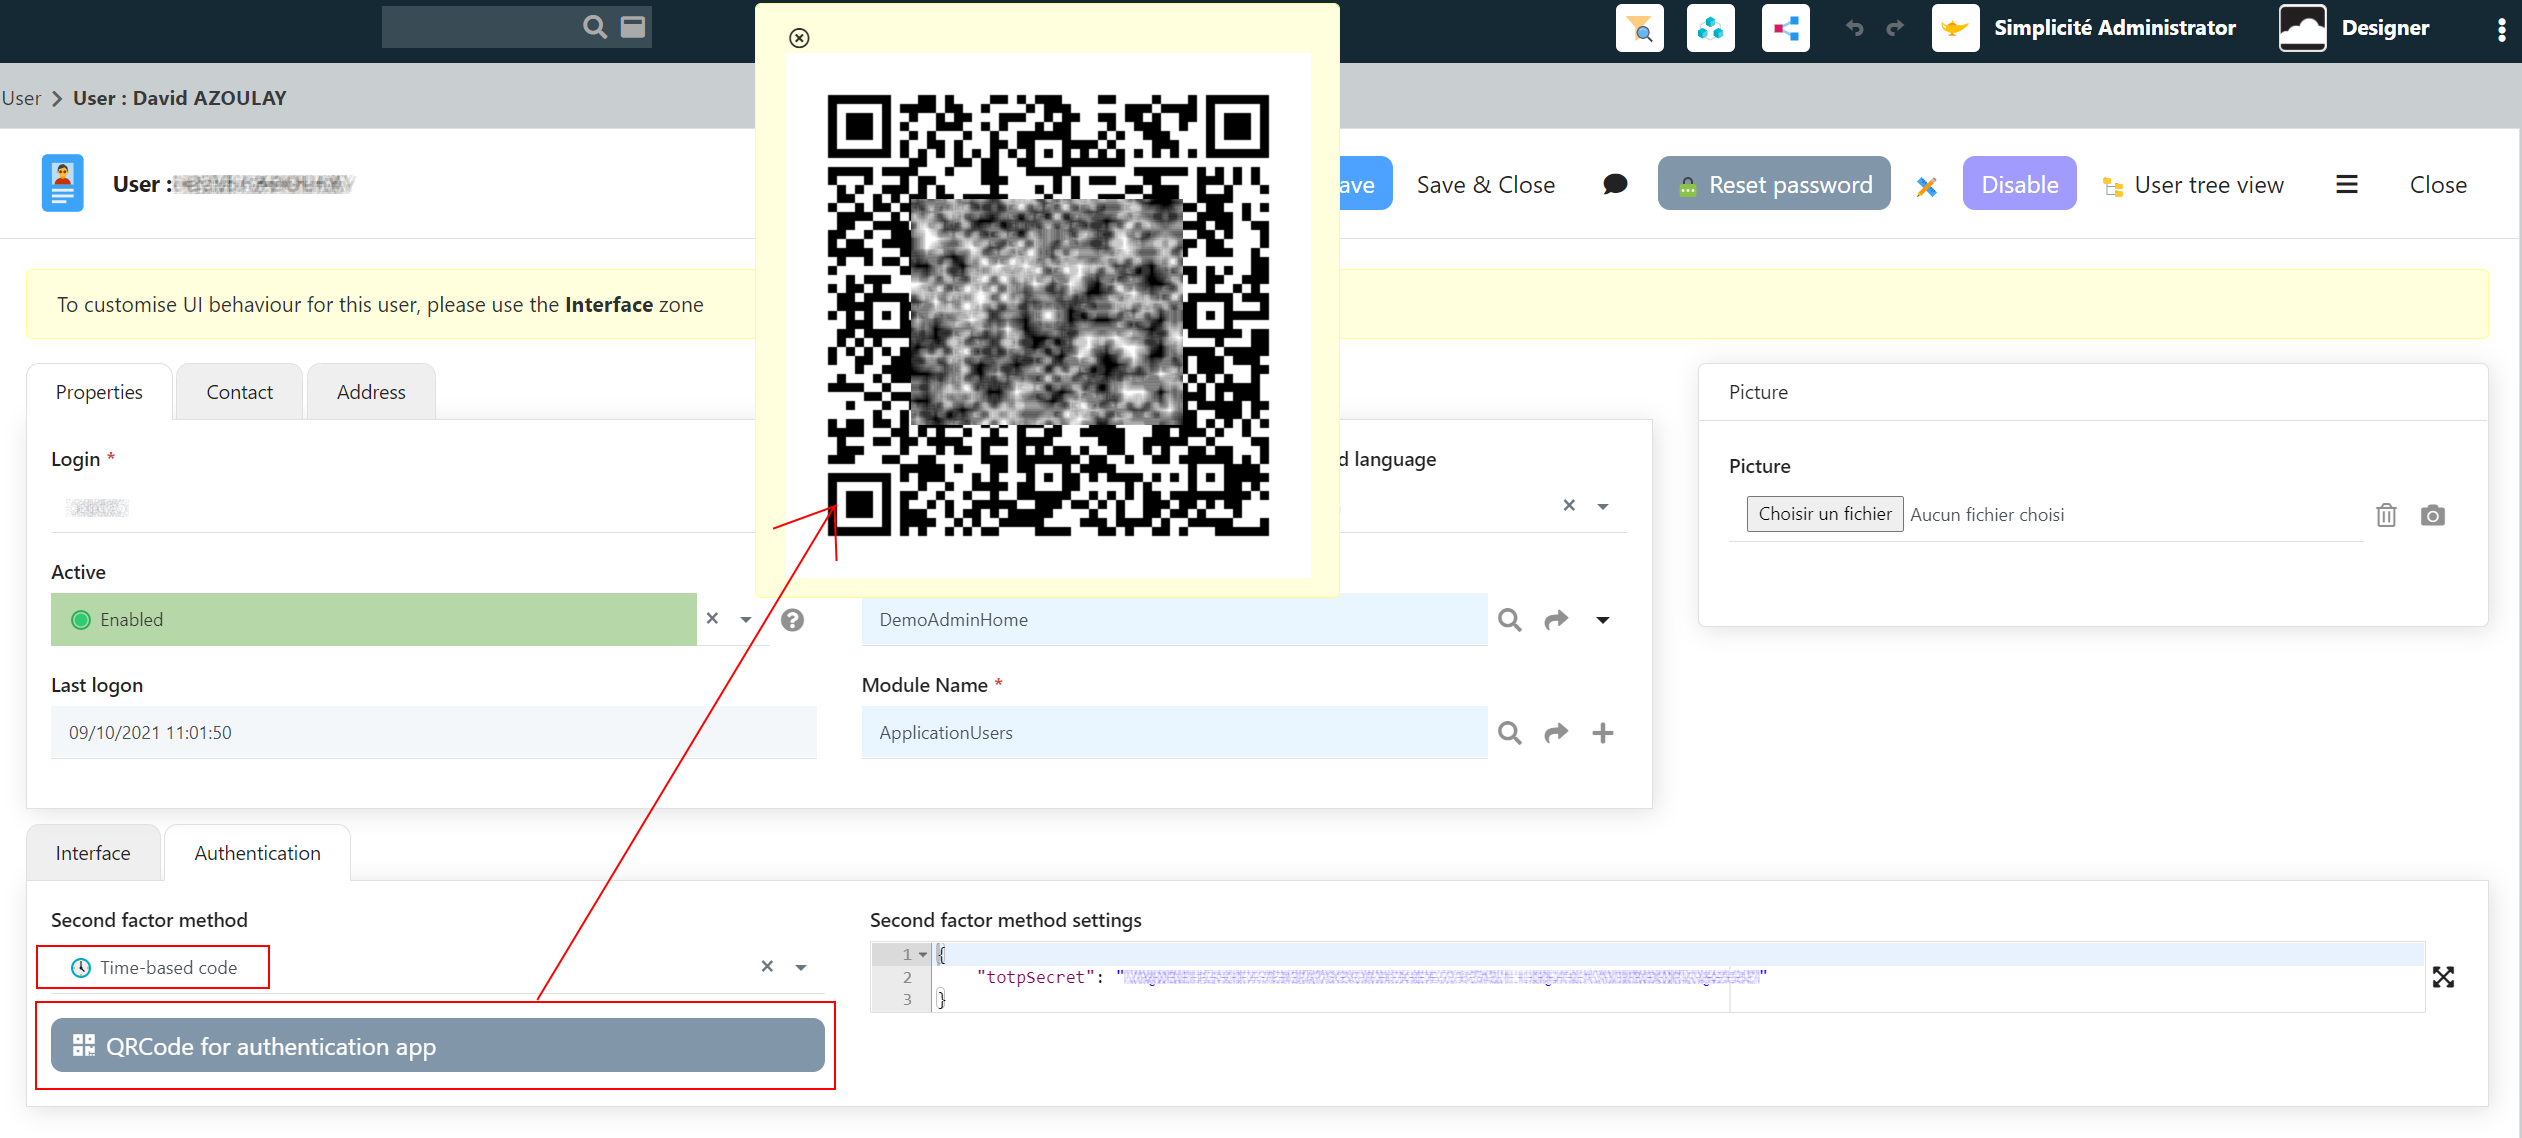 Simplicité Administrator
Designer
User
User : David AZOULAY
User :
ave
Save & Close
Reset password
Disable
User tree view
Close
To customise UI behaviour for this user, please use the Interface zone
Properties
Contact
Address
Picture
Login *
d language
Picture
Choisir un fichier
Aucun fichier choisi
Active
Enabled
DemoAdminHome
Last logon
Module Name *
09/10/2021 11:01:50
ApplicationUsers
Interface
Authentication
Second factor method
Second factor method settings
Time-based code
1 {
2 "totpSecret": "
3 }
QRCode for authentication app